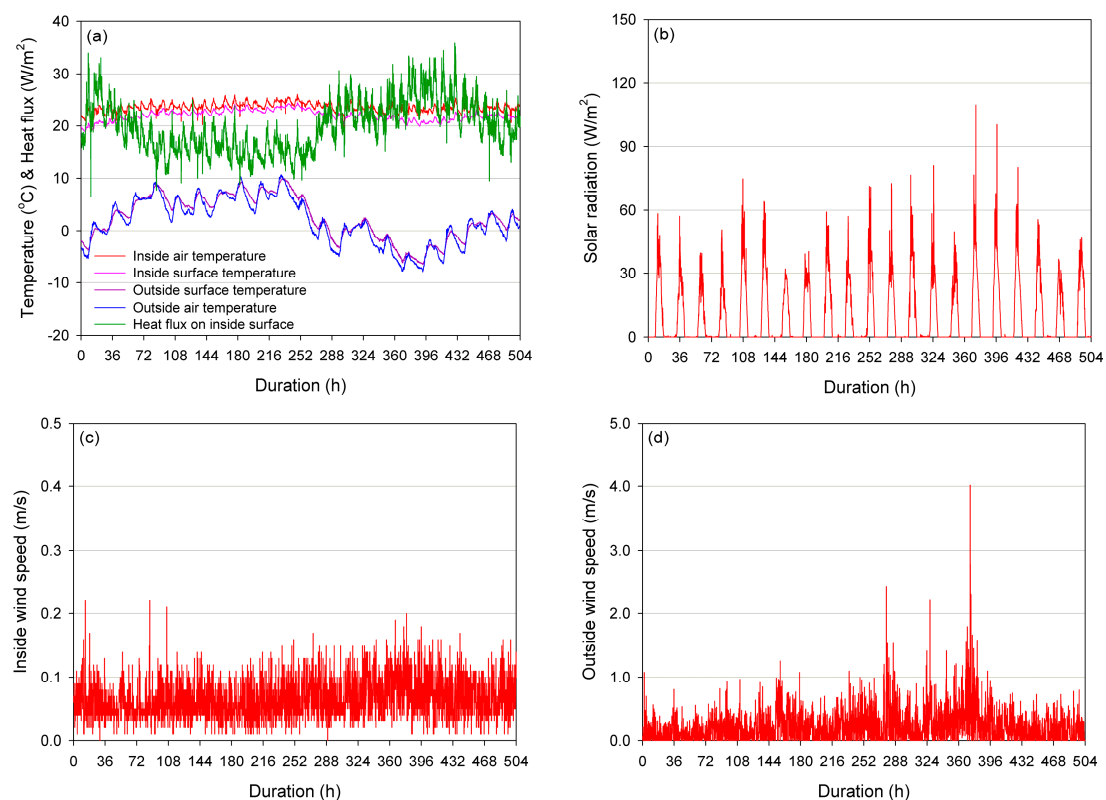 (a)
Temperature (°C) & Heat flux (W/m²)
40
30
20
10
0
-10
-20
Inside air temperature
Inside surface temperature
Outside surface temperature
Outside air temperature
Heat flux on inside surface
0 36 72 108 144 180 216 252 288 324 360 396 432 468 504
Duration (h)
(b)
Solar radiation (W/m²)
150
120
90
60
30
0
0 36 72 108 144 180 216 252 288 324 360 396 432 468 504
Duration (h)
(c)
Inside wind speed (m/s)
0.5
0.4
0.3
0.2
0.1
0.0
0 36 72 108 144 180 216 252 288 324 360 396 432 468 504
Duration (h)
(d)
Outside wind speed (m/s)
5.0
4.0
3.0
2.0
1.0
0.0
0 36 72 108 144 180 216 252 288 324 360 396 432 468 504
Duration (h)